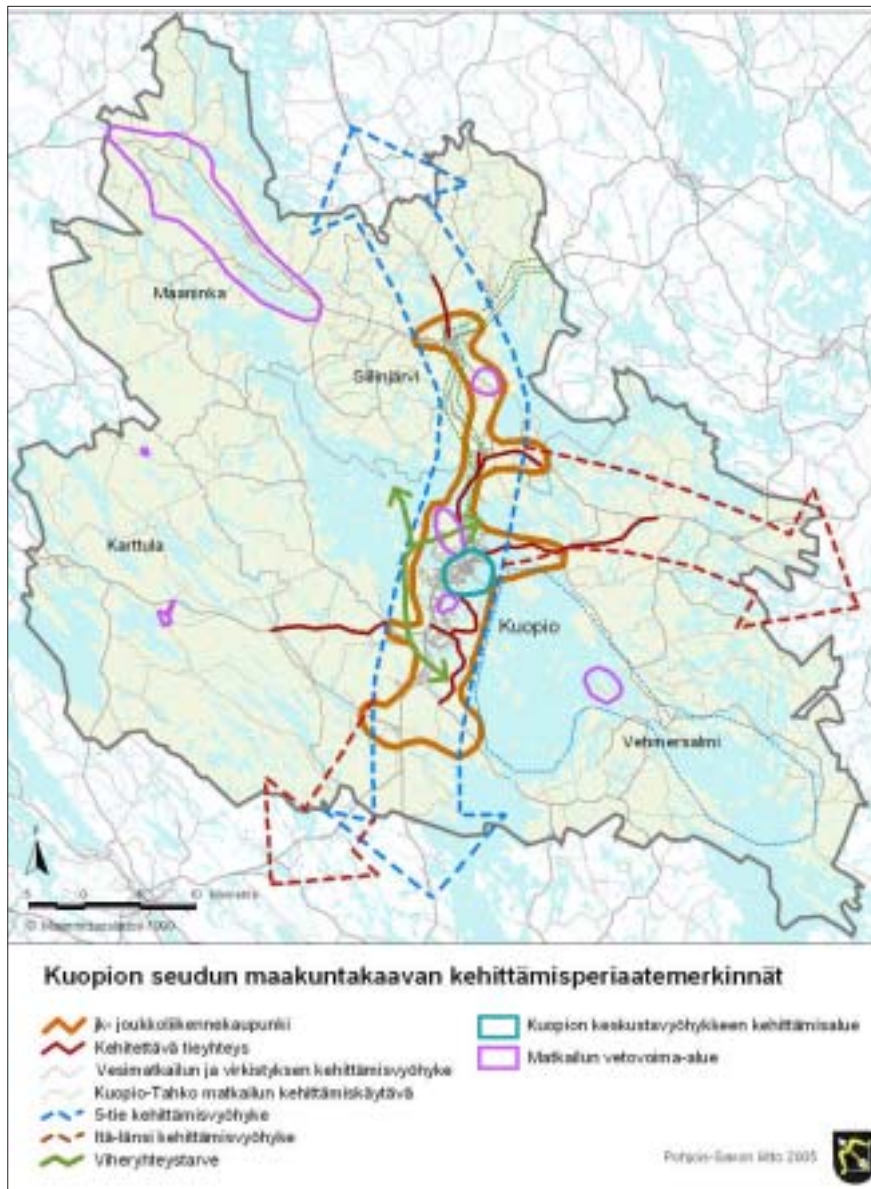 Maaninka
Siilinjärvi
Karttula
Kuopio
Vehmersalmi
Kuopion seudun maakuntakaavan kehittämisperiaatemerkinnät
jk- joukkoliikennekaupunki
Kehitettävä tieyhteys
Vesimatkailun ja virkistyksen kehittämisvyöhyke
Kuopio-Tahko matkailun kehittämiskäytävä
5-tie kehittämisvyöhyke
Itä-länsi kehittämisvyöhyke
Viheryhteystarve
Kuopion keskustavyöhykkeen kehittämisalue
Matkailun vetovoima-alue
Pohjois-Savon liitto 2005